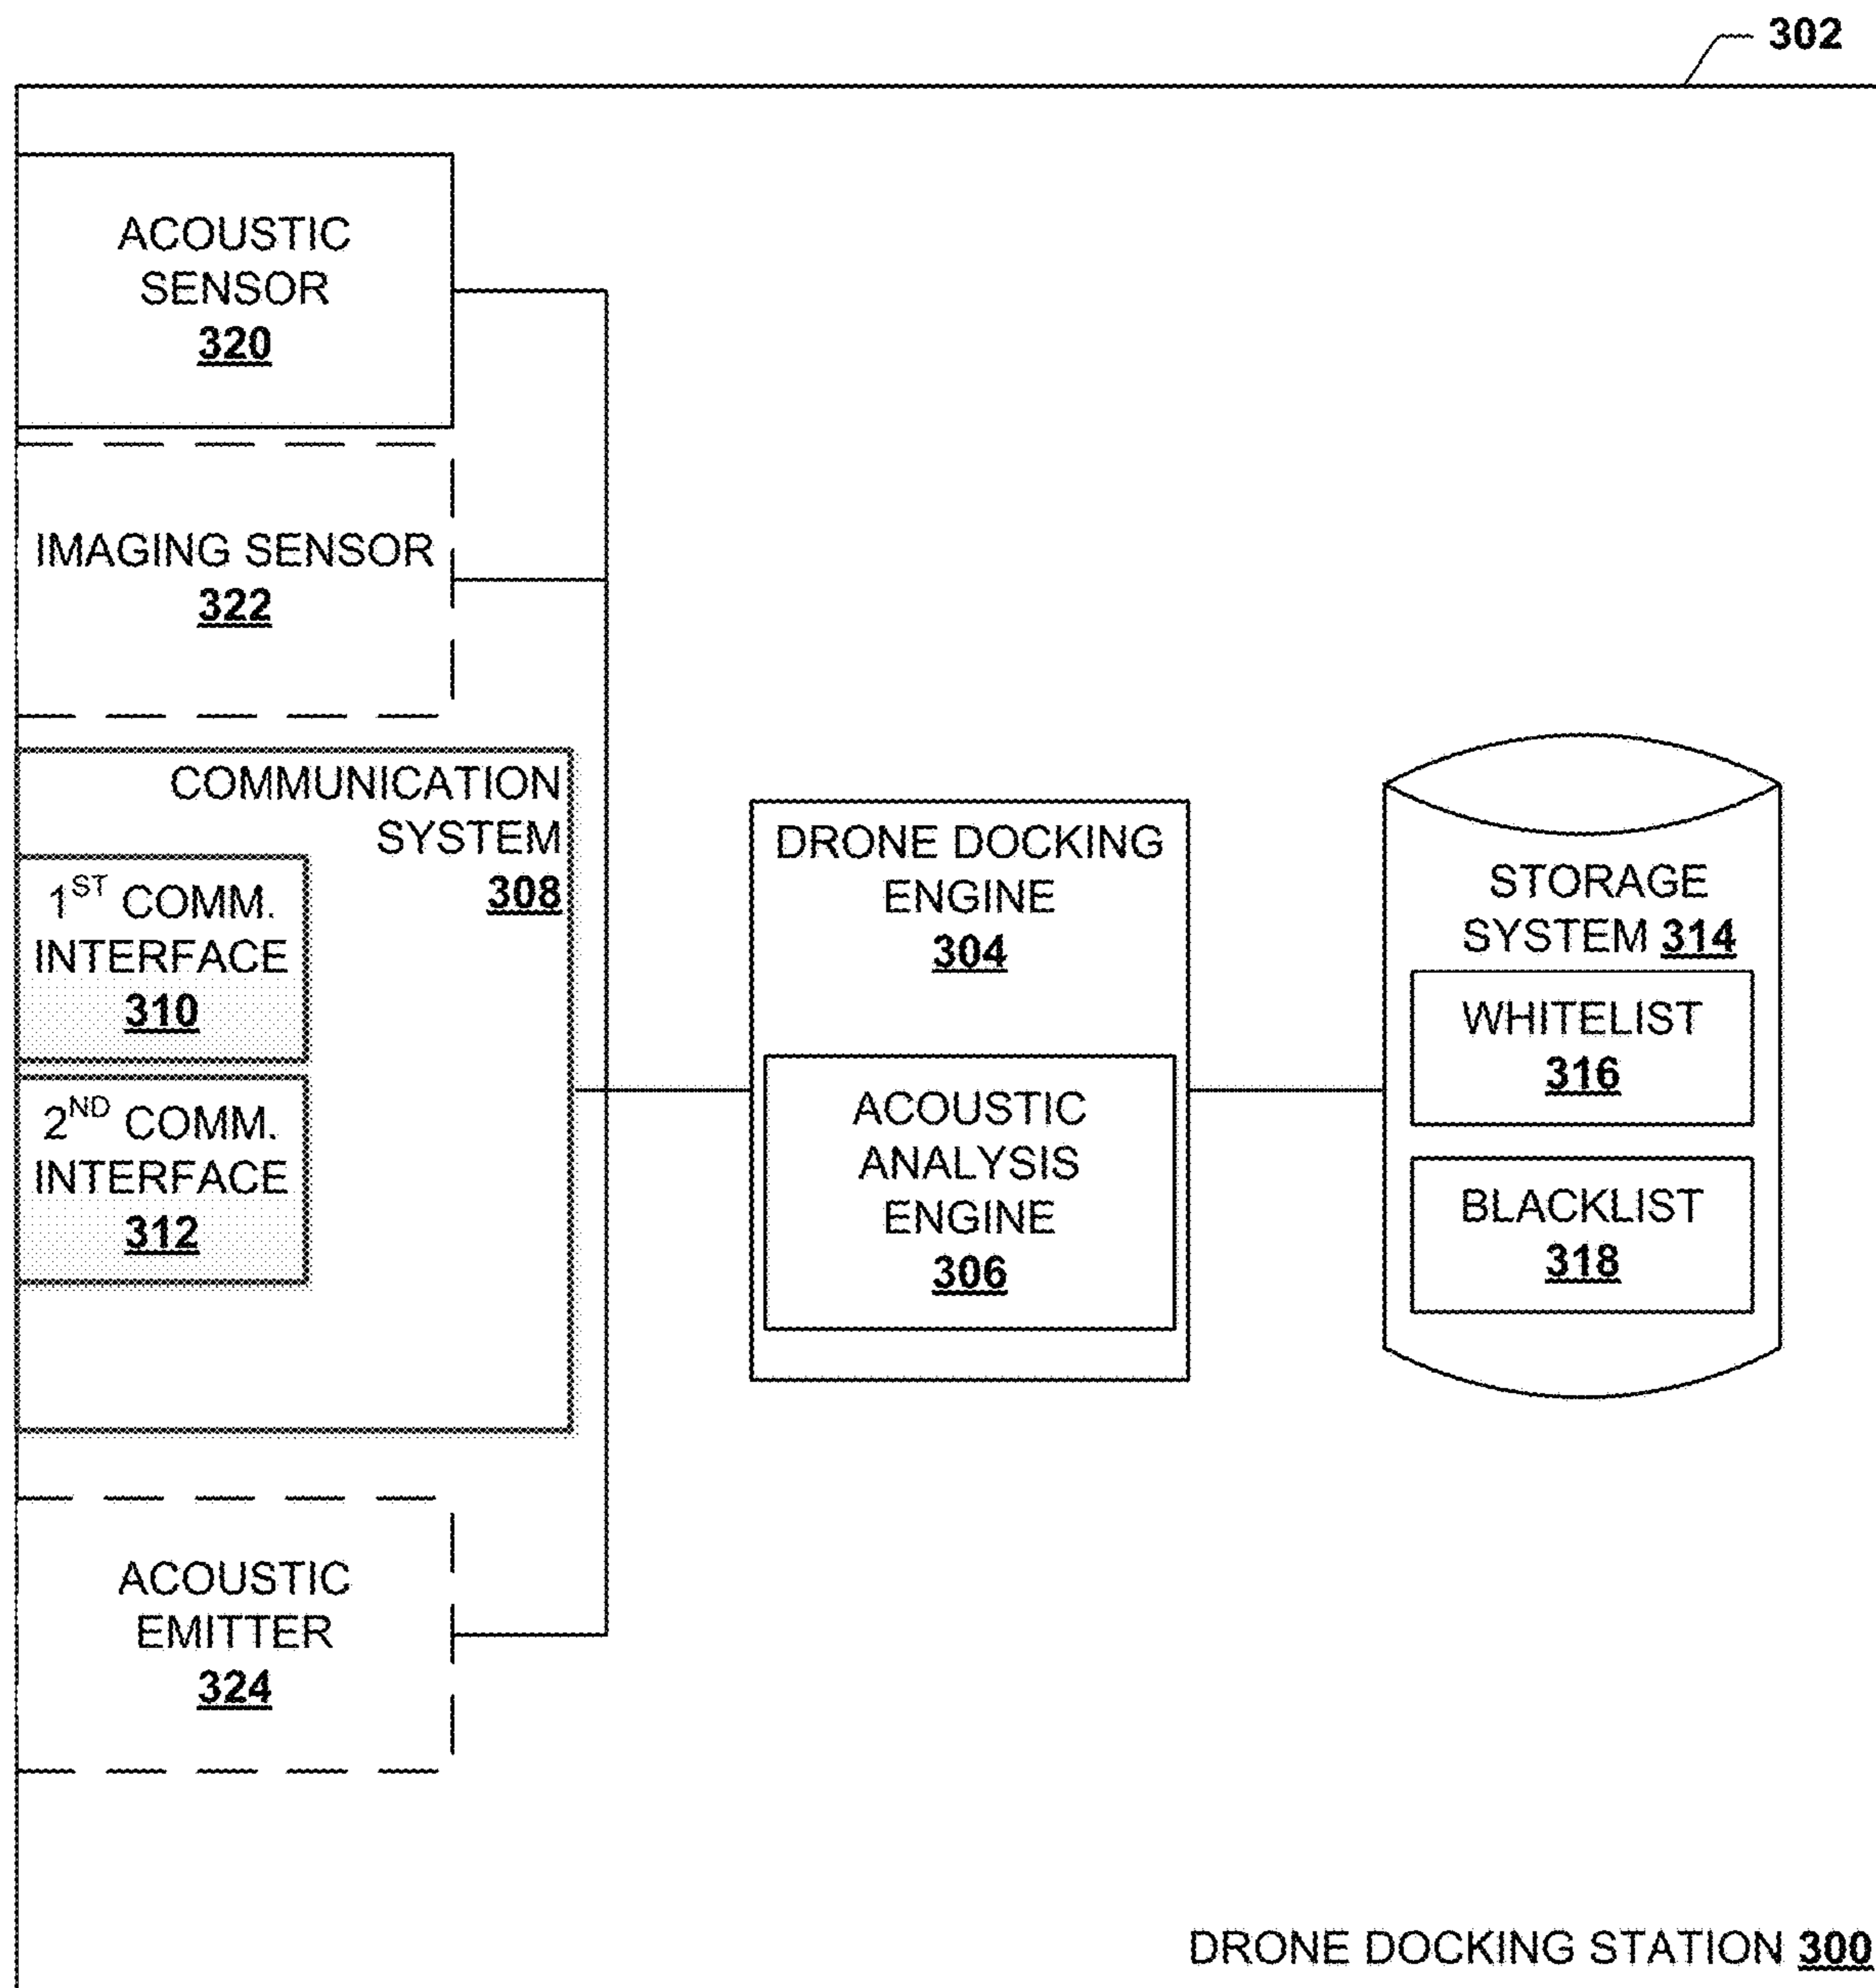 302
ACOUSTIC
SENSOR
320
IMAGING SENSOR
322
COMMUNICATION
SYSTEM
308
1ST COMM.
INTERFACE
310
2ND COMM.
INTERFACE
312
ACOUSTIC
EMITTER
324
DRONE DOCKING
ENGINE
304
ACOUSTIC
ANALYSIS
ENGINE
306
STORAGE
SYSTEM 314
WHITELIST
316
BLACKLIST
318
DRONE DOCKING STATION 300